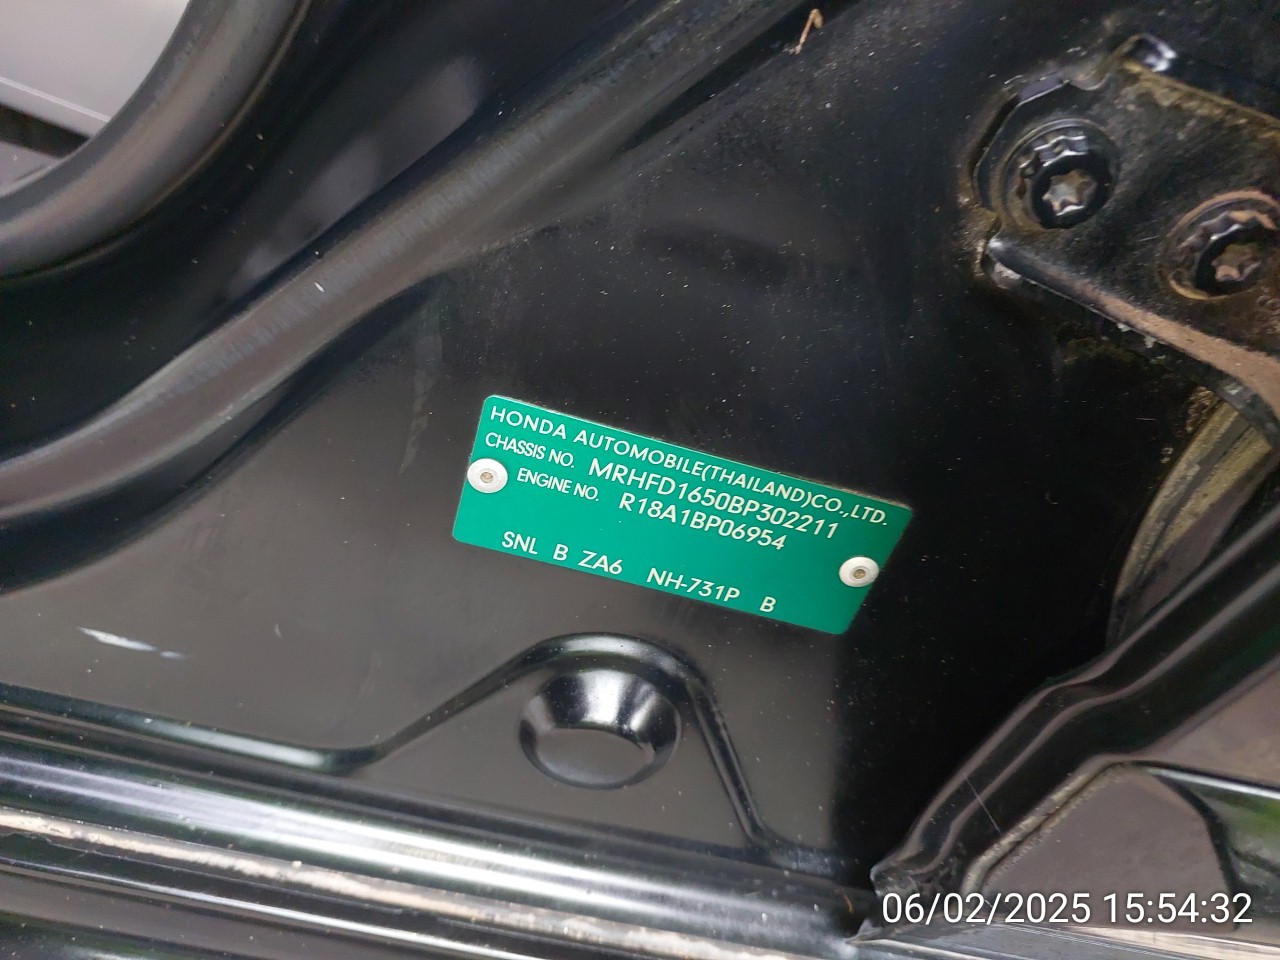 HONDA AUTOMOBILE(THAILAND)CO.,LTD.
CHASSIS NO. MRHFD1650BP302211
ENGINE NO. R18A1BP06954
SNL B ZA6 NH-731P B
06/02/2025 15:54:32